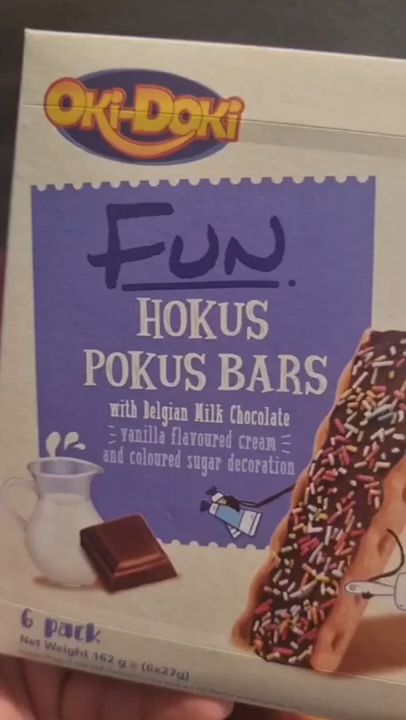 Oki-Doki
FUN.
HOKUS
POKUS BARS
with Belgian Milk Chocolate
vanilla flavoured cream
and coloured sugar decoration
6 pack
Net Weight 162 g e (6x27g)